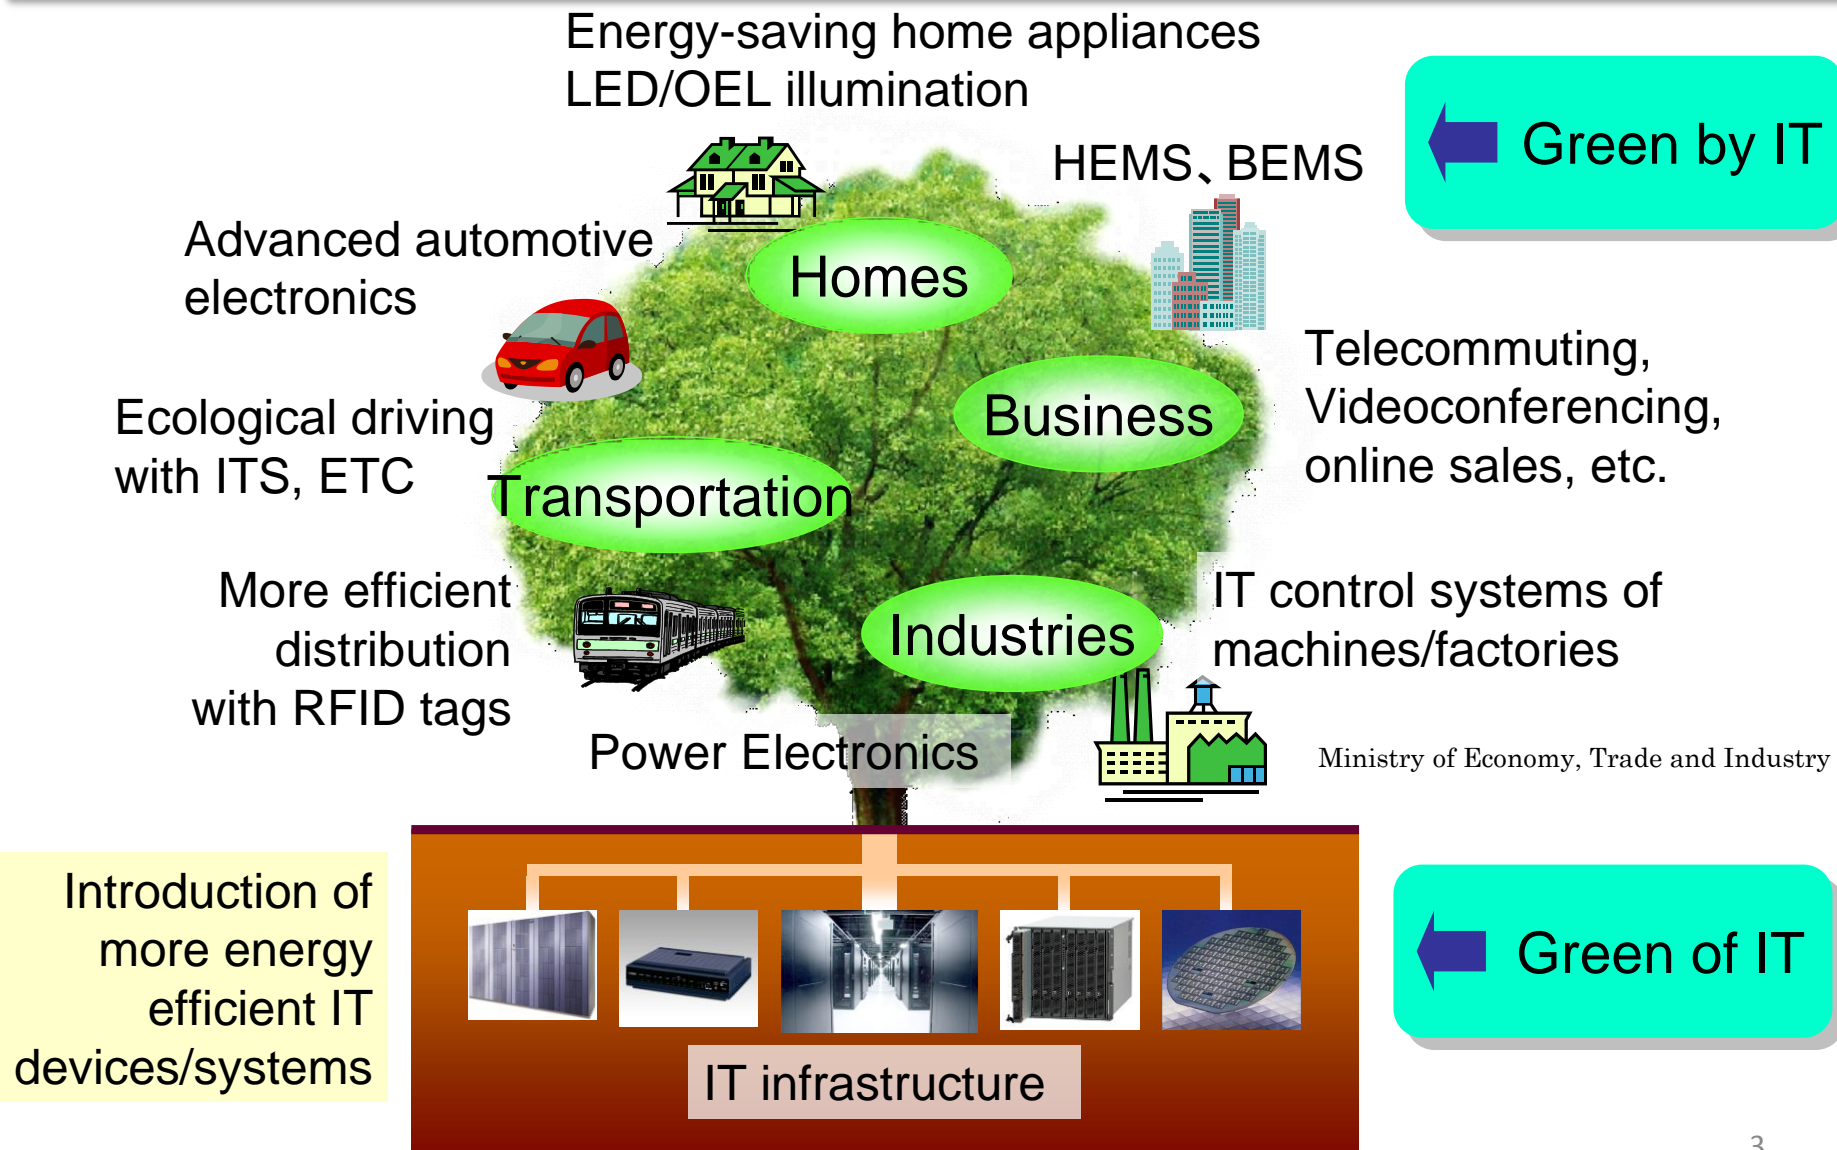 Energy-saving home appliances
LED/OEL illumination
Green by IT
HEMS、BEMS
Advanced automotive
electronics
Homes
Telecommuting,
Videoconferencing,
online sales, etc.
Business
Ecological driving
with ITS, ETC
Transportation
More efficient
distribution
with RFID tags
Industries
IT control systems of
machines/factories
Power Electronics
Ministry of Economy, Trade and Industry
Introduction of
more energy
efficient IT
devices/systems
Green of IT
IT infrastructure
3